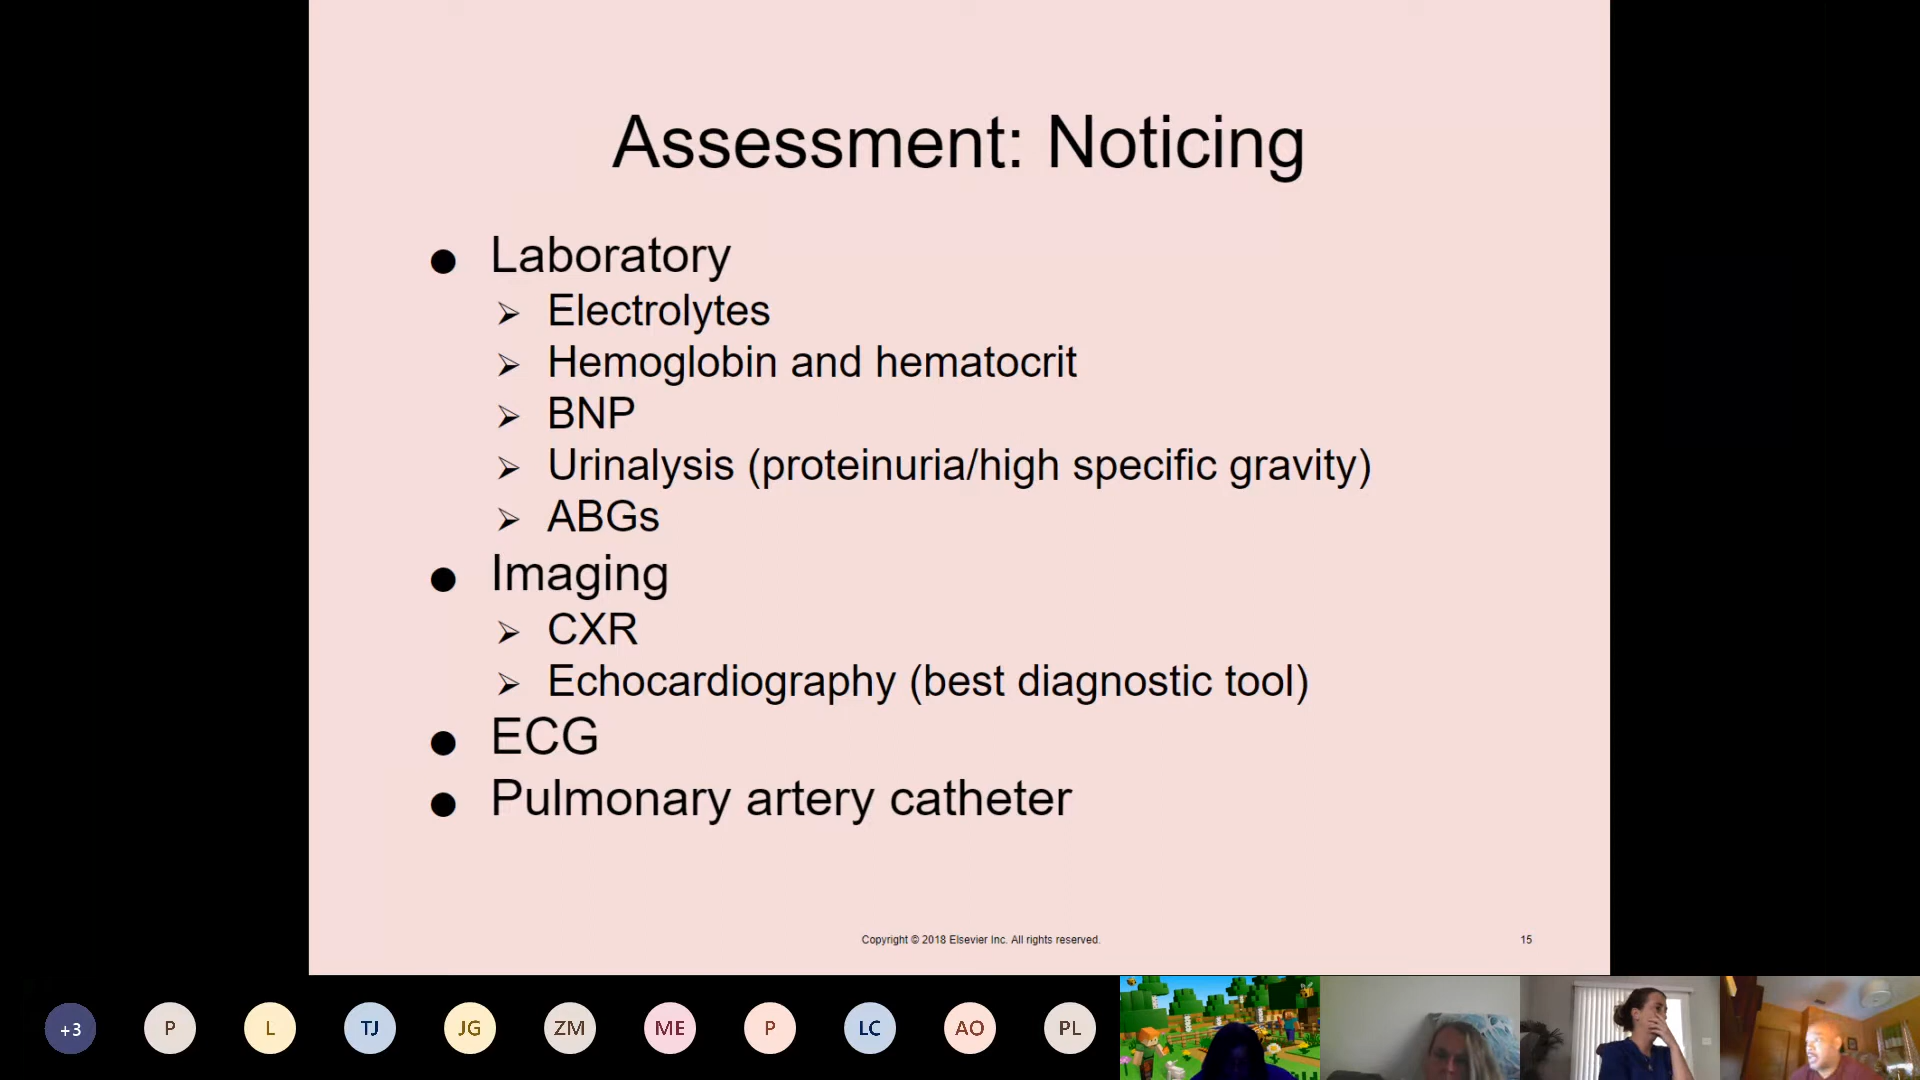 Assessment: Noticing
● Laboratory
➢ Electrolytes
➢ Hemoglobin and hematocrit
➢ BNP
➢ Urinalysis (proteinuria/high specific gravity)
➢ ABGs
● Imaging
➢ CXR
➢ Echocardiography (best diagnostic tool)
● ECG
● Pulmonary artery catheter
Copyright © 2018 Elsevier Inc. All rights reserved.
15
+3
P
L
TJ
JG
ZM
ME
P
LC
AO
PL